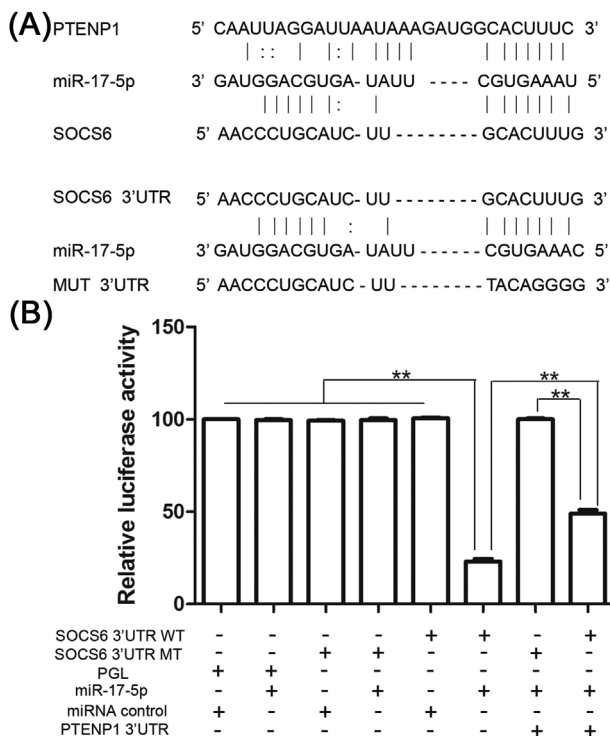 (A) PTENP1 5' CAAUUAGGAUUAAUAAAGAUGGCACUUUC 3'
| : : | | : | | | | | | | | | |
miR-17-5p 3' GAUGGACGUGA- UAUU - - - - CGUGAAAU 5'
| | | | | | : | | | | | | |
SOCS6 5' AACCCUGCAUC- UU - - - - - - - - GCACUUUG 3'
SOCS6 3'UTR 5' AACCCUGCAUC- UU - - - - - - - - GCACUUUG 3'
| | | | | | : | | | | | | |
miR-17-5p 3' GAUGGACGUGA- UAUU - - - - - - CGUGAAAC 5'
MUT 3'UTR 5' AACCCUGCAUC - UU - - - - - - - - TACAGGGG 3'
(B)
Relative luciferase activity
150
100
50
0
** ** **
SOCS6 3'UTR WT - - - - + + - +
SOCS6 3'UTR MT - - + + - - + -
PGL + + - - - - - -
miR-17-5p - + - + - + + +
miRNA control + - + - + - - -
PTENP1 3'UTR - - - - - - + +